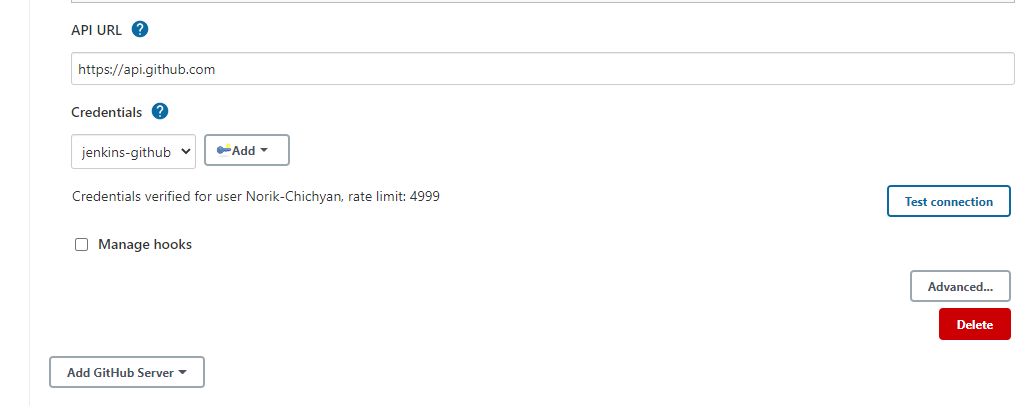 API URL ?
https://api.github.com
Credentials ?
jenkins-github Add
Credentials verified for user Norik-Chichyan, rate limit: 4999
Test connection
Manage hooks
Advanced...
Delete
Add GitHub Server